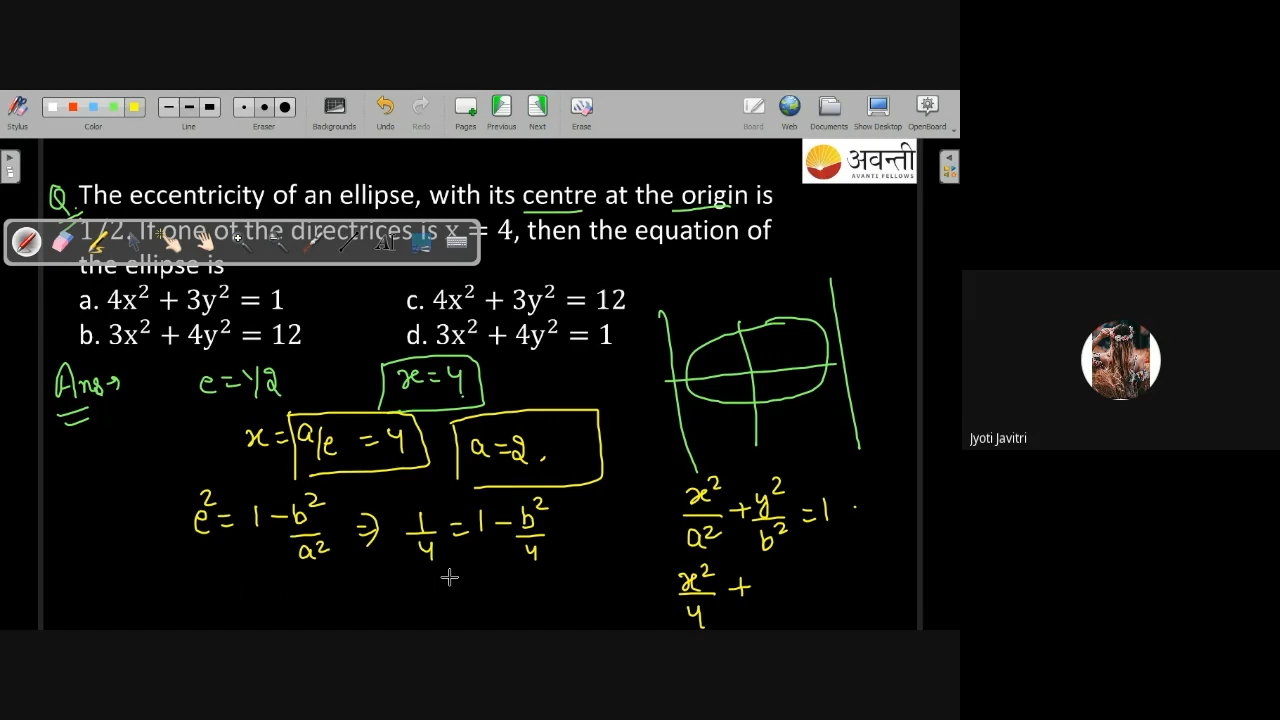 Stylus Color Line Eraser Backgrounds Undo Redo Pages Previous Next Erase Board Web Documents Show Desktop OpenBoard
अवन्ती
AVANTI FELLOWS
Q. The eccentricity of an ellipse, with its centre at the origin is
1/2. If one of the directrices is x = 4, then the equation of
the ellipse is
a. 4x² + 3y² = 1
c. 4x² + 3y² = 12
b. 3x² + 4y² = 12
d. 3x² + 4y² = 1
Ans→ e = 1/2 x = 4
x = a/e = 4 a = 2.
e² = 1 - b²/a² ⇒ 1/4 = 1 - b²/4
x²/a² + y²/b² = 1
x²/4 +
Jyoti Javitri